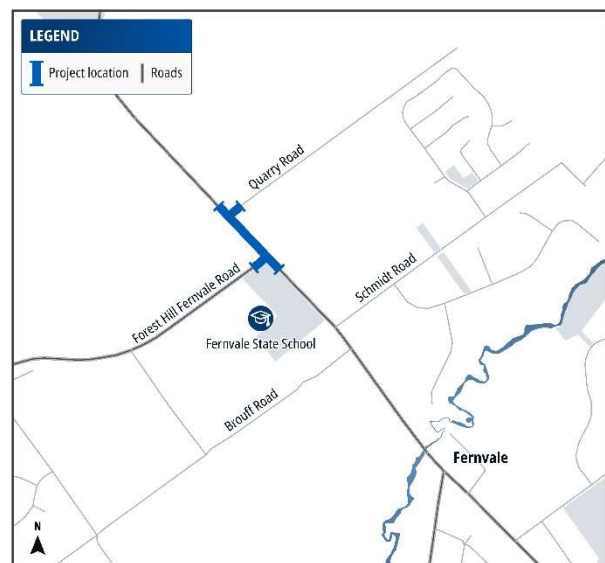 LEGEND
Project location
Roads
Quarry Road
Forest Hill Fernvale Road
Schmidt Road
Fernvale State School
Brouff Road
Fernvale
N